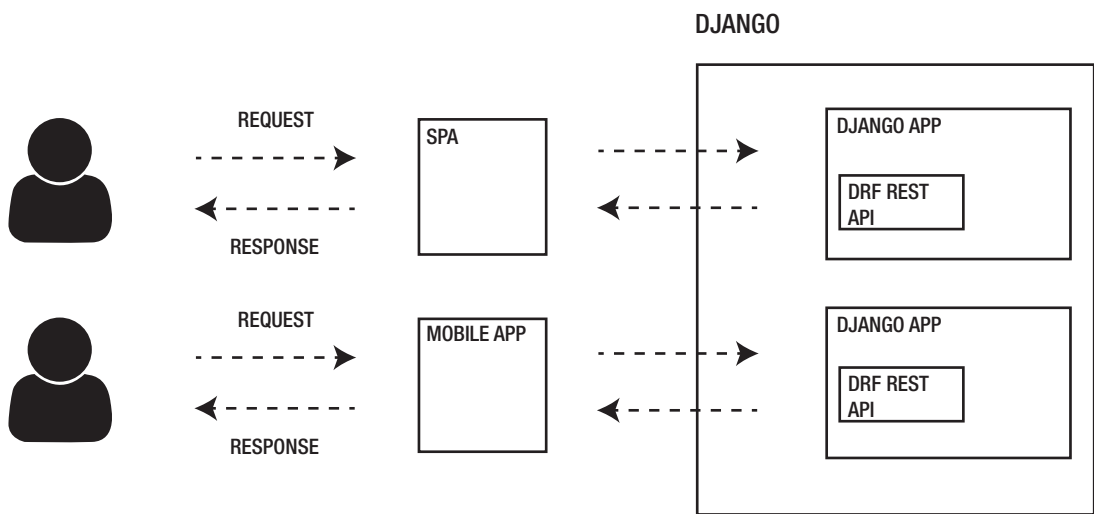 DJANGO
REQUEST
SPA
DJANGO APP
DRF REST
API
RESPONSE
REQUEST
MOBILE APP
DJANGO APP
DRF REST
API
RESPONSE